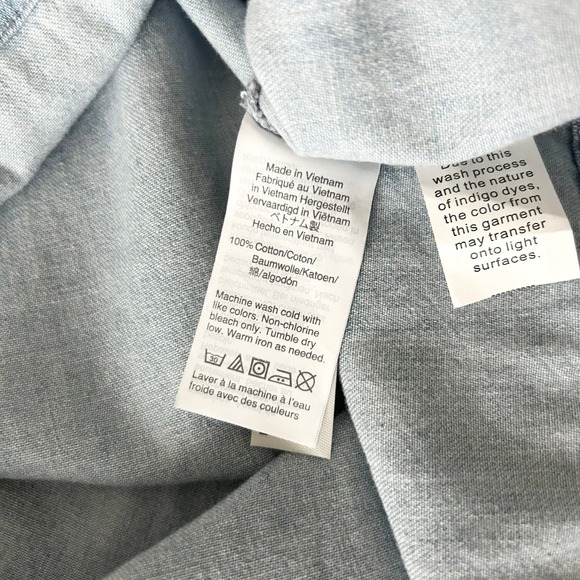 Made in Vietnam
Fabriqué au Vietnam
in Vietnam Hergestellt
Vervaardigd in Viëtnam
ベトナム製
Hecho en Vietnam
100% Cotton/Coton/
Baumwolle/Katoen/
綿/algodón
Machine wash cold with
like colors. Non-chlorine
bleach only. Tumble dry
low. Warm iron as needed.
30
Laver à la machine à l'eau
froide avec des couleurs
Due to this
wash process
and the nature
of indigo dyes,
the color from
this garment
may transfer
onto light
surfaces.